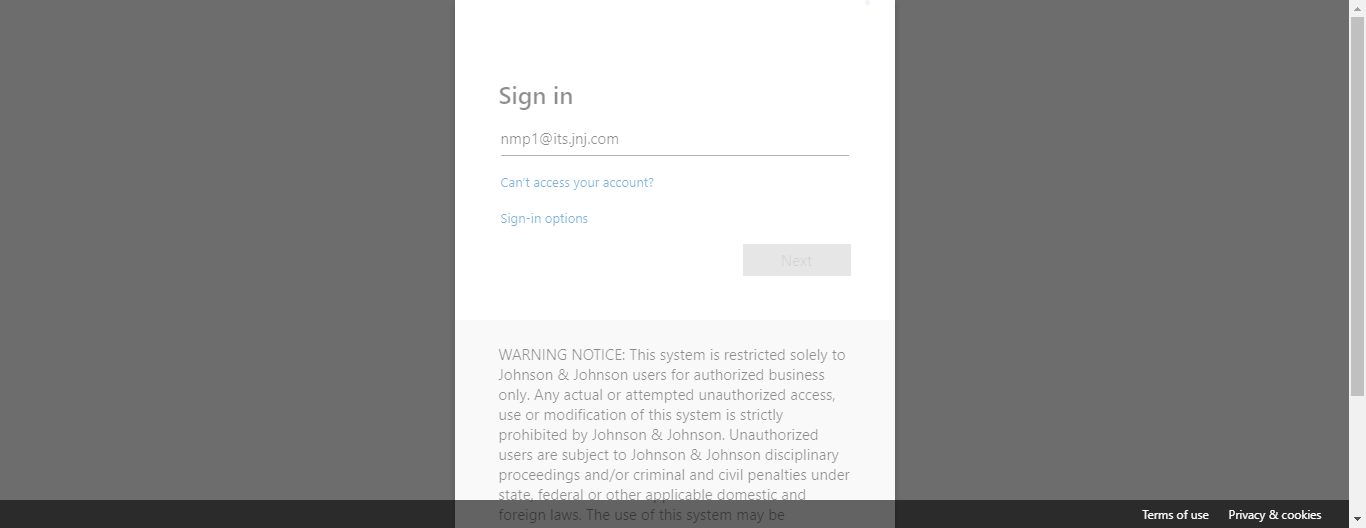 Sign in
nmp1@its.jnj.com
Can't access your account?
Sign-in options
Next
WARNING NOTICE: This system is restricted solely to
Johnson & Johnson users for authorized business
only. Any actual or attempted unauthorized access,
use or modification of this system is strictly
prohibited by Johnson & Johnson. Unauthorized
users are subject to Johnson & Johnson disciplinary
proceedings and/or criminal and civil penalties under
state, federal or other applicable domestic and
foreign laws. The use of this system may be
Terms of use
Privacy & cookies